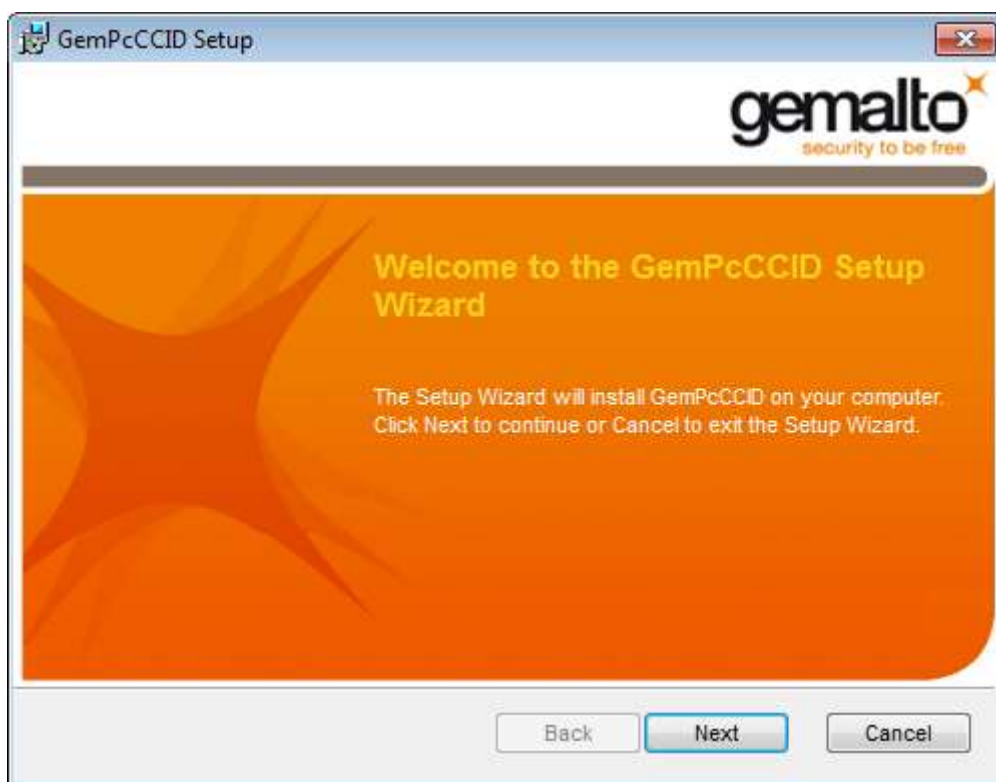 GemPcCCID Setup
gemalto
security to be free
Welcome to the GemPcCCID Setup
Wizard
The Setup Wizard will install GemPcCCID on your computer.
Click Next to continue or Cancel to exit the Setup Wizard.
Back
Next
Cancel